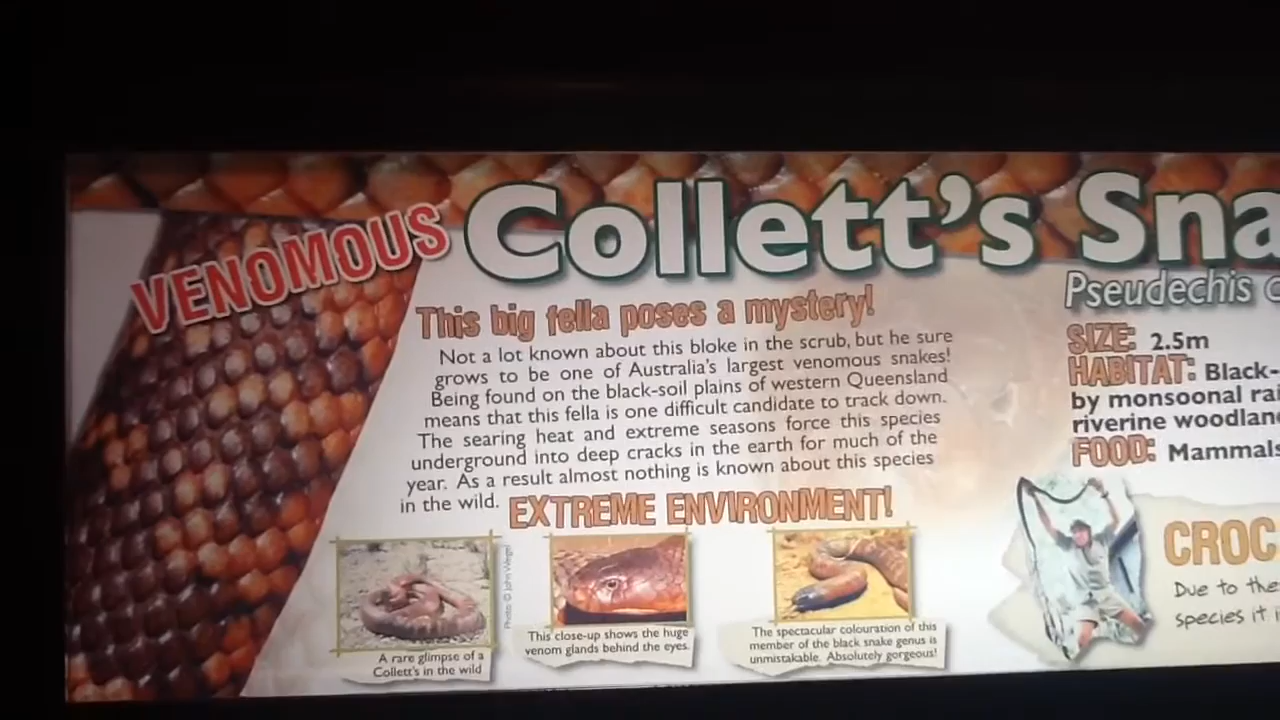 VENOMOUS
Collett's Sna
This big fella poses a mystery!
Not a lot known about this bloke in the scrub, but he sure
grows to be one of Australia's largest venomous snakes!
Being found on the black-soil plains of western Queensland
means that this fella is one difficult candidate to track down.
The searing heat and extreme seasons force this species
underground into deep cracks in the earth for much of the
year. As a result almost nothing is known about this species
in the wild.
EXTREME ENVIRONMENT!
A rare glimpse of a
Collett's in the wild
Photo: © John Weigel
This close-up shows the huge
venom glands behind the eyes.
The spectacular colouration of this
member of the black snake genus is
unmistakable. Absolutely gorgeous!
Pseudechis c
SIZE: 2.5m
HABITAT: Black-
by monsoonal rai
riverine woodlan
FOOD: Mammals
CROC
Due to the
species it i